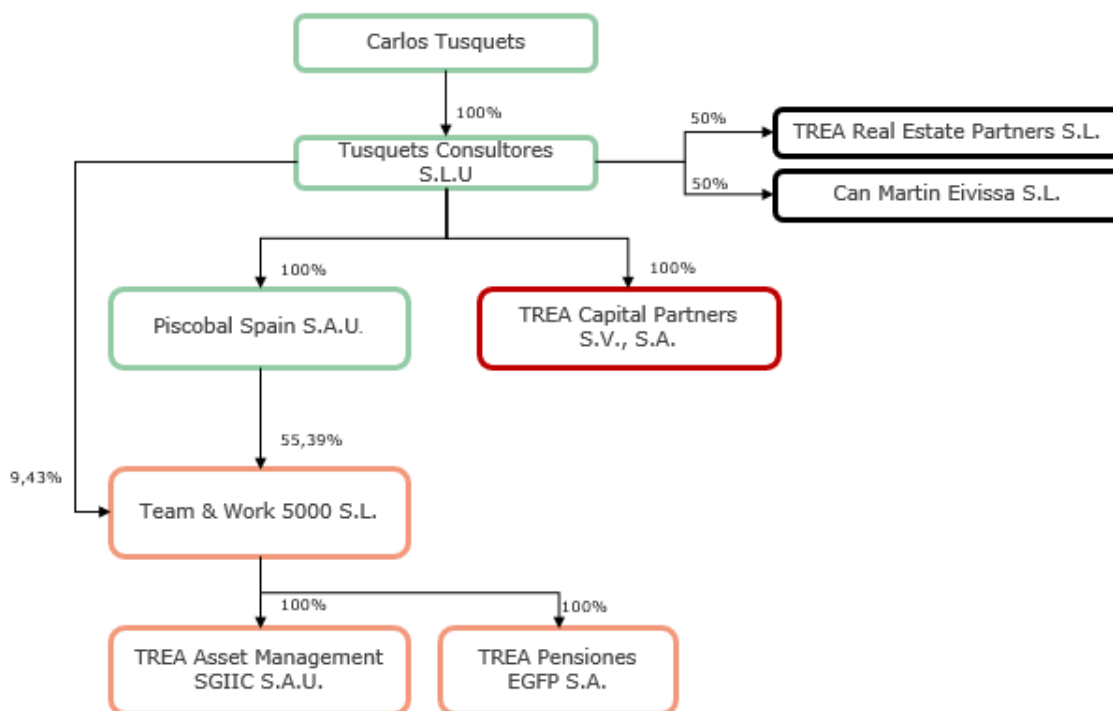 Carlos Tusquets
100%
50%
TREA Real Estate Partners S.L.
Tusquets Consultores
S.L.U
50%
Can Martin Eivissa S.L.
100%
100%
Piscobal Spain S.A.U.
TREA Capital Partners
S.V., S.A.
55,39%
9,43%
Team & Work 5000 S.L.
100%
100%
TREA Asset Management
SGIIC S.A.U.
TREA Pensiones
EGFP S.A.